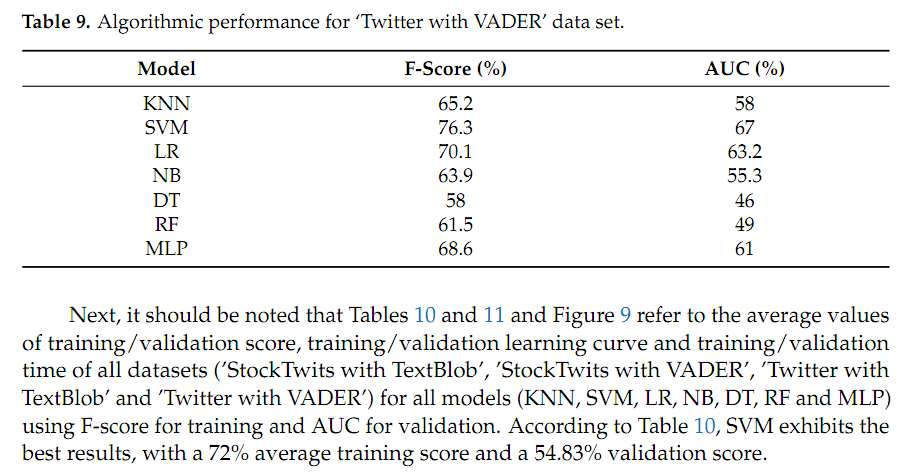 Table 9. Algorithmic performance for ‘Twitter with VADER’ data set.
Model F-Score (%) AUC (%)
KNN 65.2 58
SVM 76.3 67
LR 70.1 63.2
NB 63.9 55.3
DT 58 46
RF 61.5 49
MLP 68.6 61
Next, it should be noted that Tables 10 and 11 and Figure 9 refer to the average values
of training/validation score, training/validation learning curve and training/validation
time of all datasets (’StockTwits with TextBlob’, ’StockTwits with VADER’, ’Twitter with
TextBlob’ and ’Twitter with VADER’) for all models (KNN, SVM, LR, NB, DT, RF and MLP)
using F-score for training and AUC for validation. According to Table 10, SVM exhibits the
best results, with a 72% average training score and a 54.83% validation score.